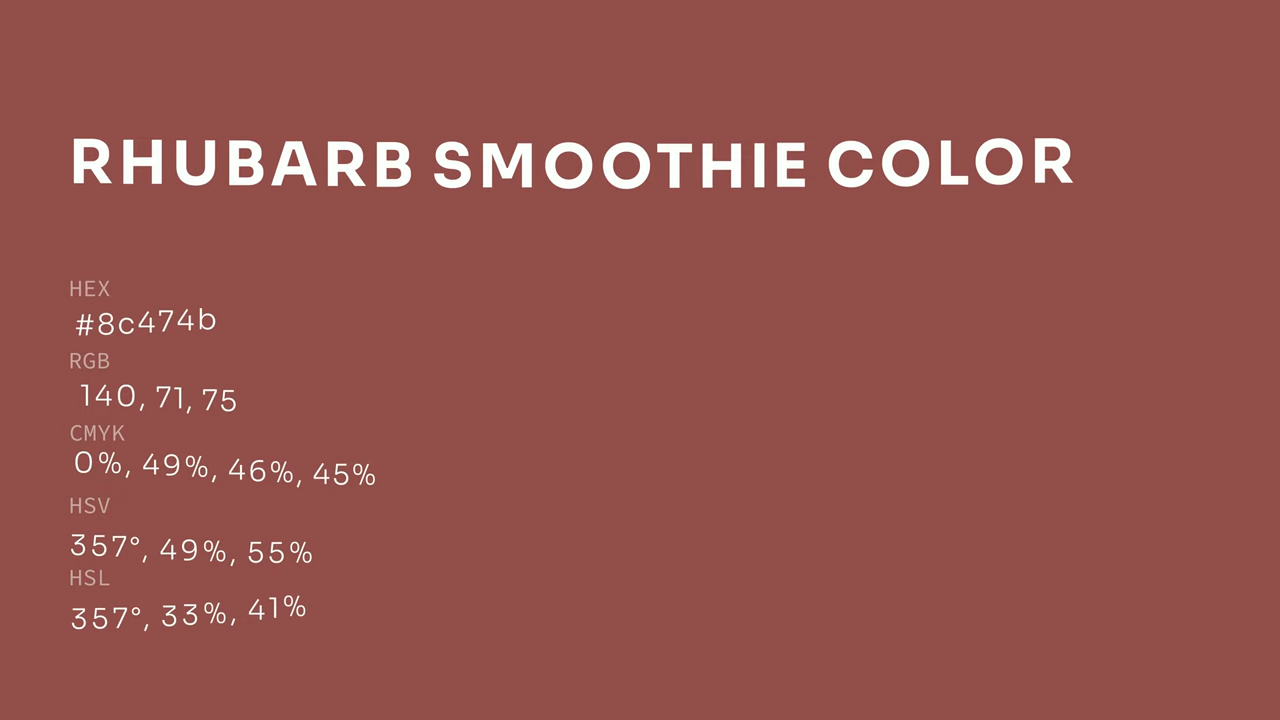 RHUBARB SMOOTHIE COLOR
HEX
#8c474b
RGB
140, 71, 75
CMYK
0%, 49%, 46%, 45%
HSV
357°, 49%, 55%
HSL
357°, 33%, 41%